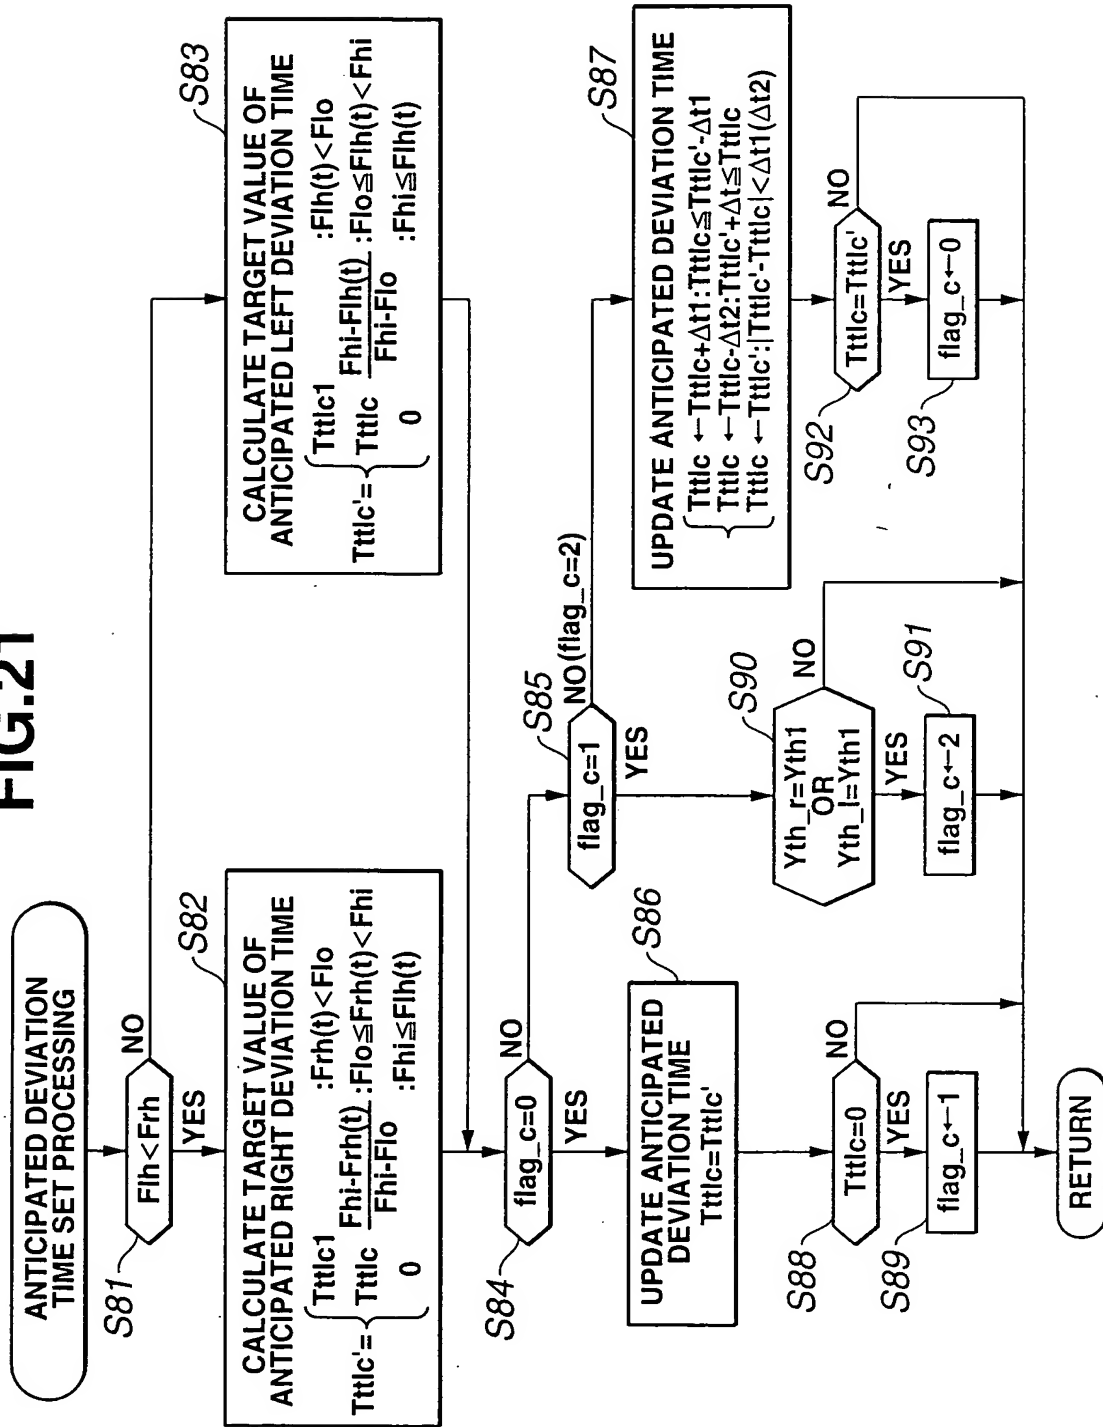 FIG.21
ANTICIPATED DEVIATION
TIME SET PROCESSING
S81
Flh<Frh
NO
YES
S82
CALCULATE TARGET VALUE OF
ANTICIPATED RIGHT DEVIATION TIME
Tttlc'=
Tttlc1 :Frh(t)<Flo
Tttlc Fhi-Frh(t) :Flo≦Frh(t)<Fhi
Fhi-Flo
0 :Fhi≦Flh(t)
S83
CALCULATE TARGET VALUE OF
ANTICIPATED LEFT DEVIATION TIME
Tttlc'=
Tttlc1 :Flh(t)<Flo
Tttlc Fhi-Flh(t) :Flo≦Flh(t)<Fhi
Fhi-Flo
0 :Fhi≦Flh(t)
S84
flag_c=0
NO
YES
S85
flag_c=1
NO(flag_c=2)
YES
S86
UPDATE ANTICIPATED
DEVIATION TIME
Tttlc=Tttlc'
S87
UPDATE ANTICIPATED DEVIATION TIME
Tttlc ←Tttlc+Δt1:Tttlc≦Tttlc'-Δt1
Tttlc ←Tttlc-Δt2:Tttlc'+Δt≦Tttlc
Tttlc ←Tttlc':|Tttlc'-Tttlc|<Δt1(Δt2)
S88
Tttlc=0
NO
YES
S89
flag_c←1
S90
Yth_r=Yth1
OR
Yth_l=Yth1
NO
YES
S91
flag_c←2
S92
Tttlc=Tttlc'
NO
YES
S93
flag_c←0
RETURN